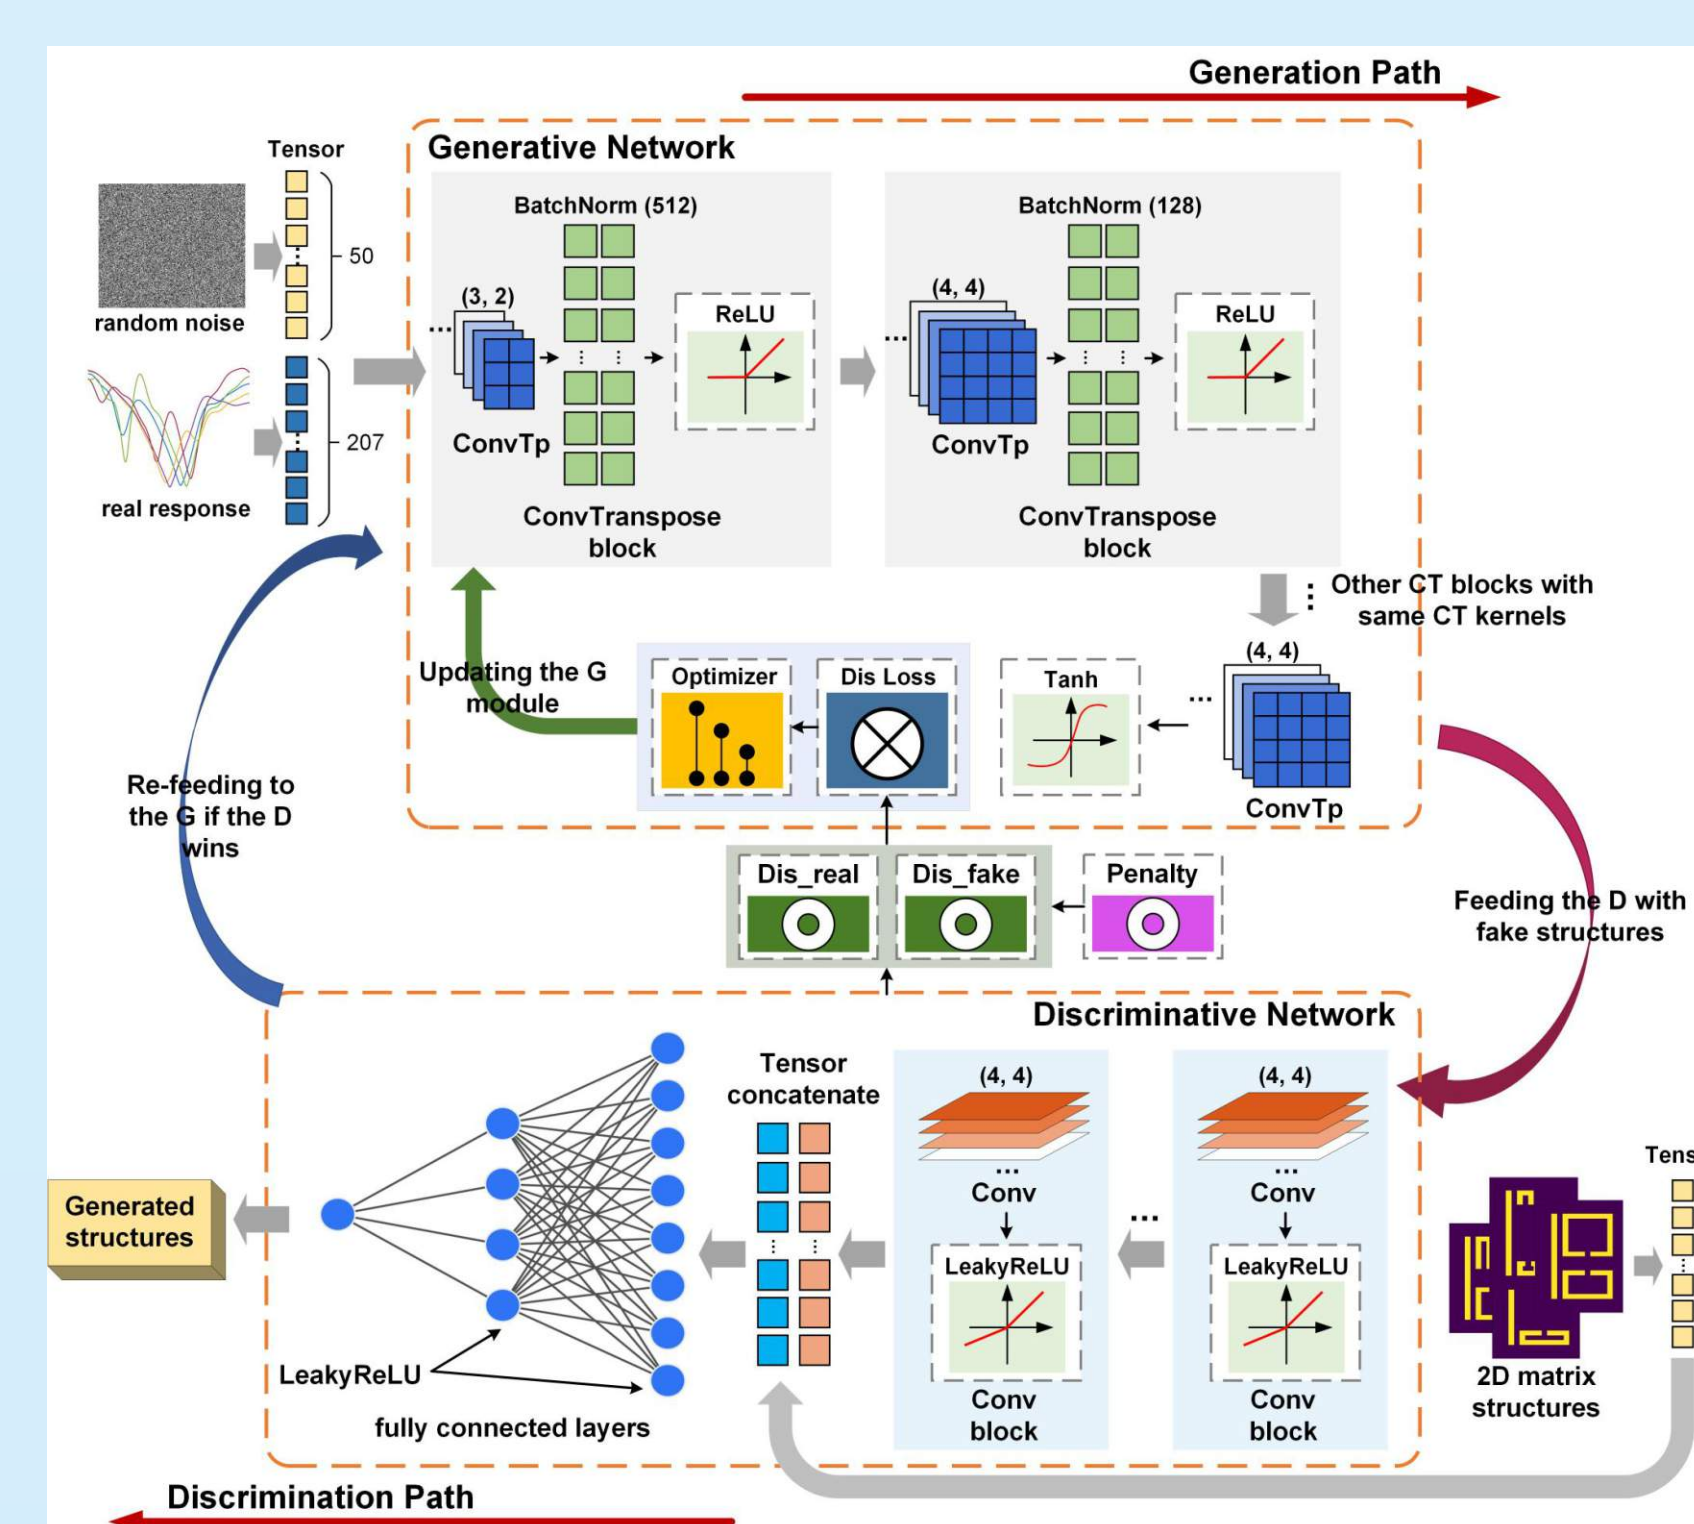 Generation Path
Generative Network
Tensor
50
random noise
207
real response
BatchNorm (512)
(3, 2)
...
ConvTp
ReLU
ConvTranspose
block
BatchNorm (128)
(4, 4)
...
ConvTp
ReLU
ConvTranspose
block
Other CT blocks with
same CT kernels
(4, 4)
...
ConvTp
Tanh
Dis Loss
Optimizer
Updating the G
module
Re-feeding to
the G if the D
wins
Dis_real
Dis_fake
Penalty
Feeding the D with
fake structures
Discriminative Network
(4, 4)
...
Conv
LeakyReLU
Conv
block
...
(4, 4)
...
Conv
LeakyReLU
Conv
block
Tensor
concatenate
LeakyReLU
fully connected layers
Generated
structures
2D matrix
structures
Tens
Discrimination Path